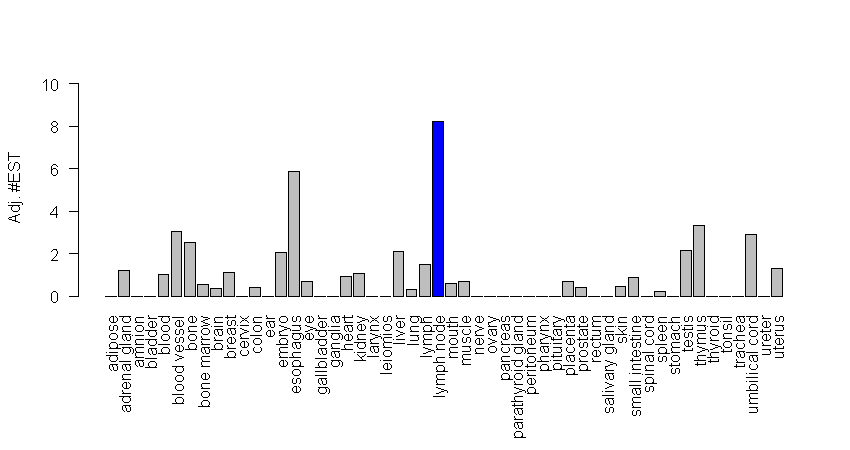 10
8
6
4
2
0
Adj. #EST
adipose
adrenal gland
amnion
bladder
blood
blood vessel
bone
bone marrow
brain
breast
cervix
colon
ear
embryo
esophagus
eye
gallbladder
ganglia
heart
kidney
larynx
leiomios
liver
lung
lymph
lymph node
mouth
muscle
nerve
ovary
pancreas
parathyroid gland
peritoneum
pharynx
pituitary
placenta
prostate
rectum
salivary gland
skin
small intestine
spinal cord
spleen
stomach
testis
thymus
thyroid
tonsil
trachea
umbilical cord
ureter
uterus